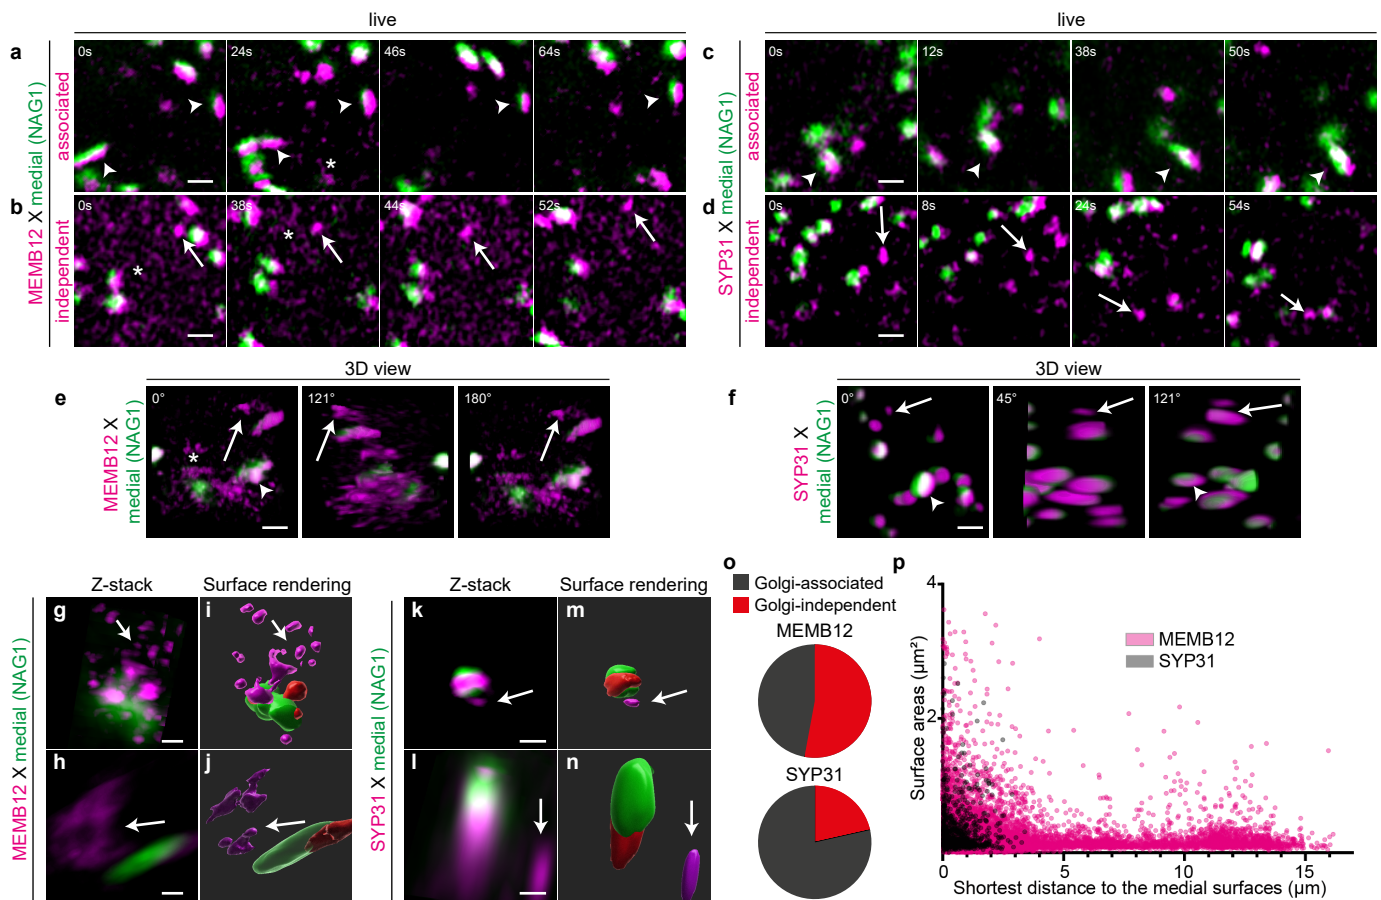 live
a
MEMB12 X medial (NAG1)
associated
0s
24s
46s
64s
*
b
independent
0s
38s
44s
52s
*
*
live
c
SYP31 X medial (NAG1)
associated
0s
12s
38s
50s
d
independent
0s
8s
24s
54s
3D view
e
MEMB12 X
medial (NAG1)
0°
121°
180°
*
3D view
f
SYP31 X
medial (NAG1)
0°
45°
121°
Z-stack
Surface rendering
MEMB12 X medial (NAG1)
g
i
h
j
Z-stack
Surface rendering
SYP31 X medial (NAG1)
k
m
l
n
o
Golgi-associated
Golgi-independent
MEMB12
SYP31
p
Surface areas (µm²)
4
2
MEMB12
SYP31
0
5
10
15
Shortest distance to the medial surfaces (µm)